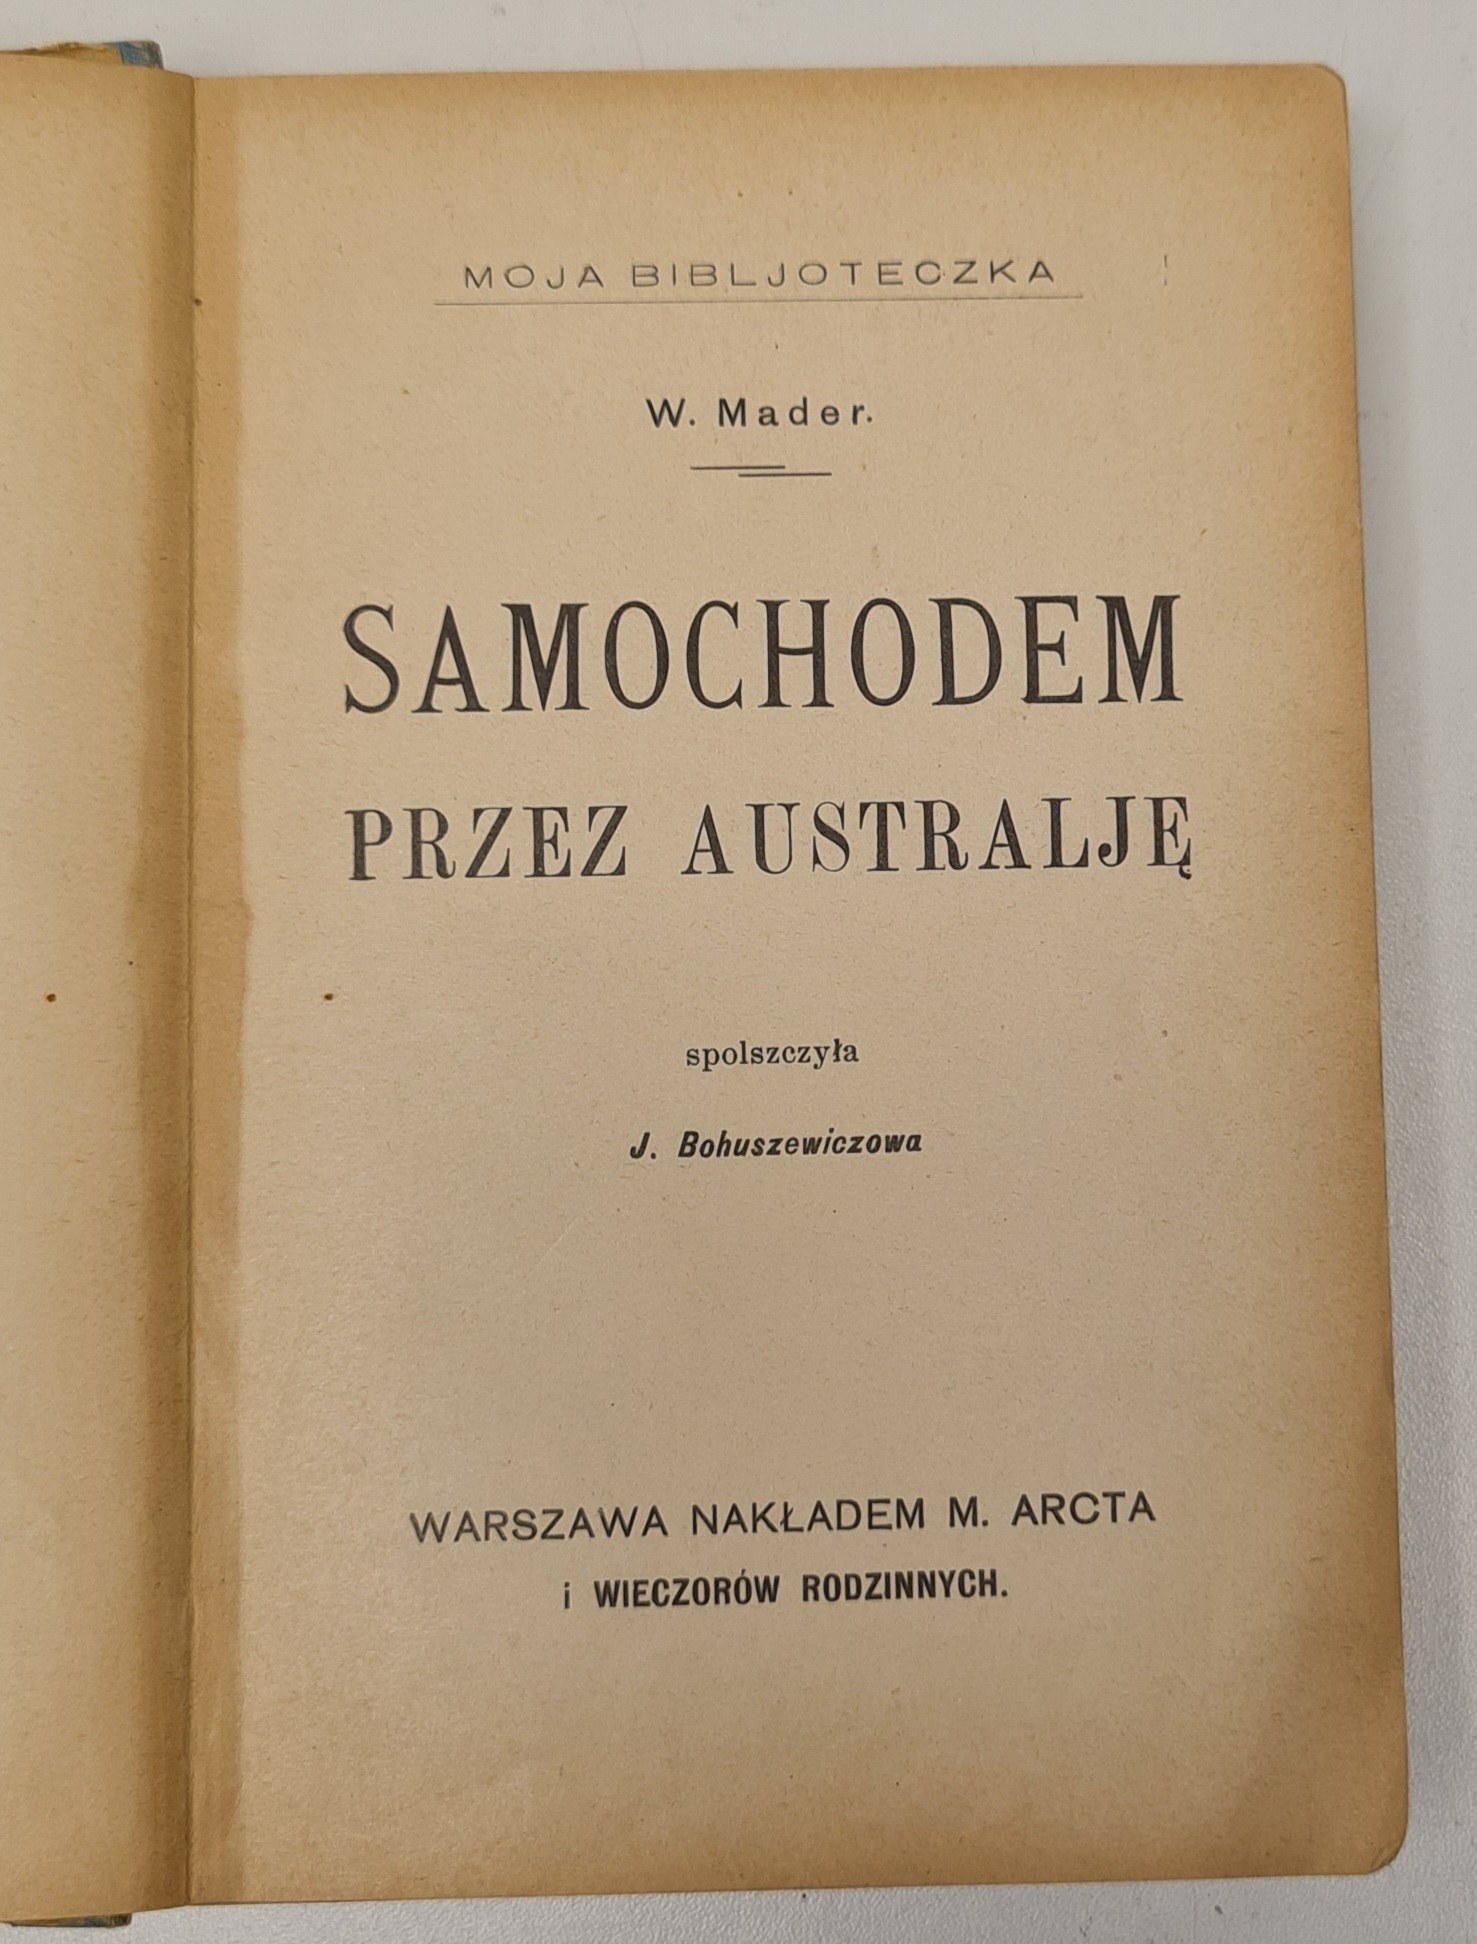 MOJA BIBLJOTECZKA
W. Mader.
SAMOCHODEM
PRZEZ AUSTRALJĘ
spolszczyła
J. Bohuszewiczowa
WARSZAWA NAKŁADEM M. ARCTA
i WIECZORÓW RODZINNYCH.